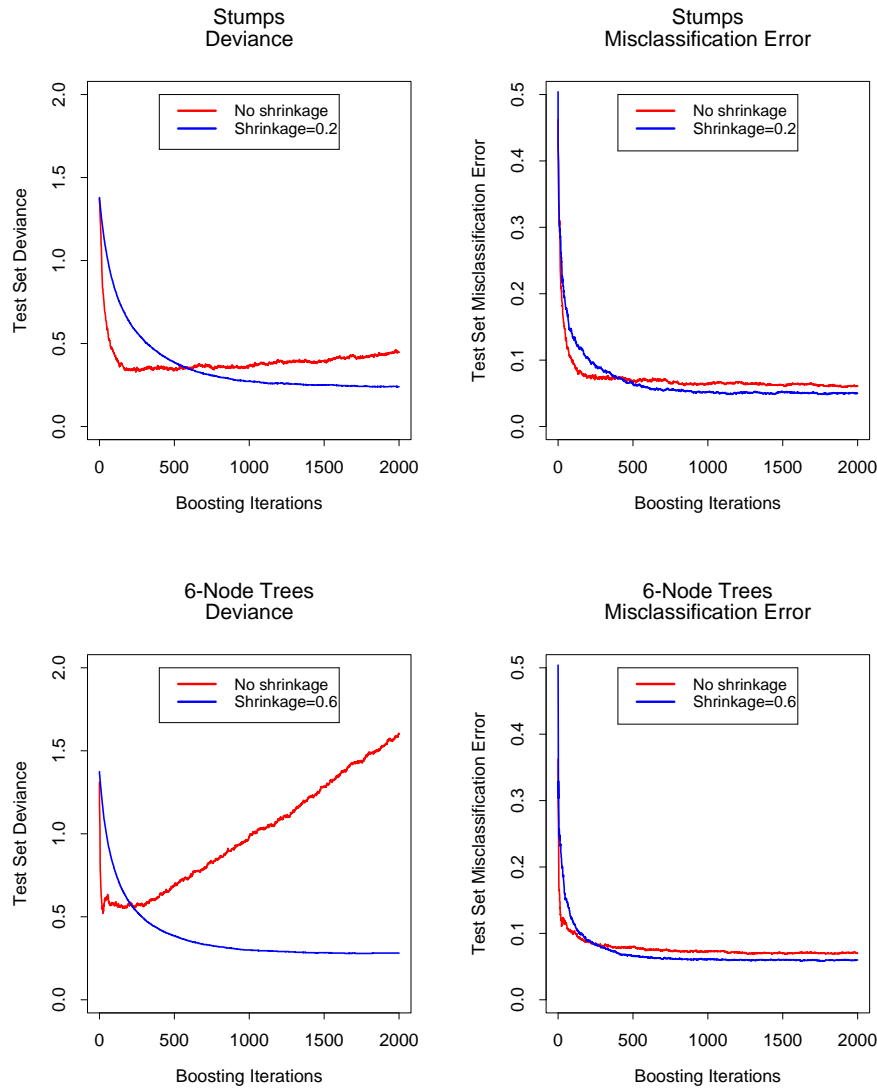 Stumps
Deviance
Test Set Deviance
0.0 0.5 1.0 1.5 2.0
No shrinkage
Shrinkage=0.2
0 500 1000 1500 2000
Boosting Iterations
Stumps
Misclassification Error
Test Set Misclassification Error
0.0 0.1 0.2 0.3 0.4 0.5
No shrinkage
Shrinkage=0.2
0 500 1000 1500 2000
Boosting Iterations
6-Node Trees
Deviance
Test Set Deviance
0.0 0.5 1.0 1.5 2.0
No shrinkage
Shrinkage=0.6
0 500 1000 1500 2000
Boosting Iterations
6-Node Trees
Misclassification Error
Test Set Misclassification Error
0.0 0.1 0.2 0.3 0.4 0.5
No shrinkage
Shrinkage=0.6
0 500 1000 1500 2000
Boosting Iterations